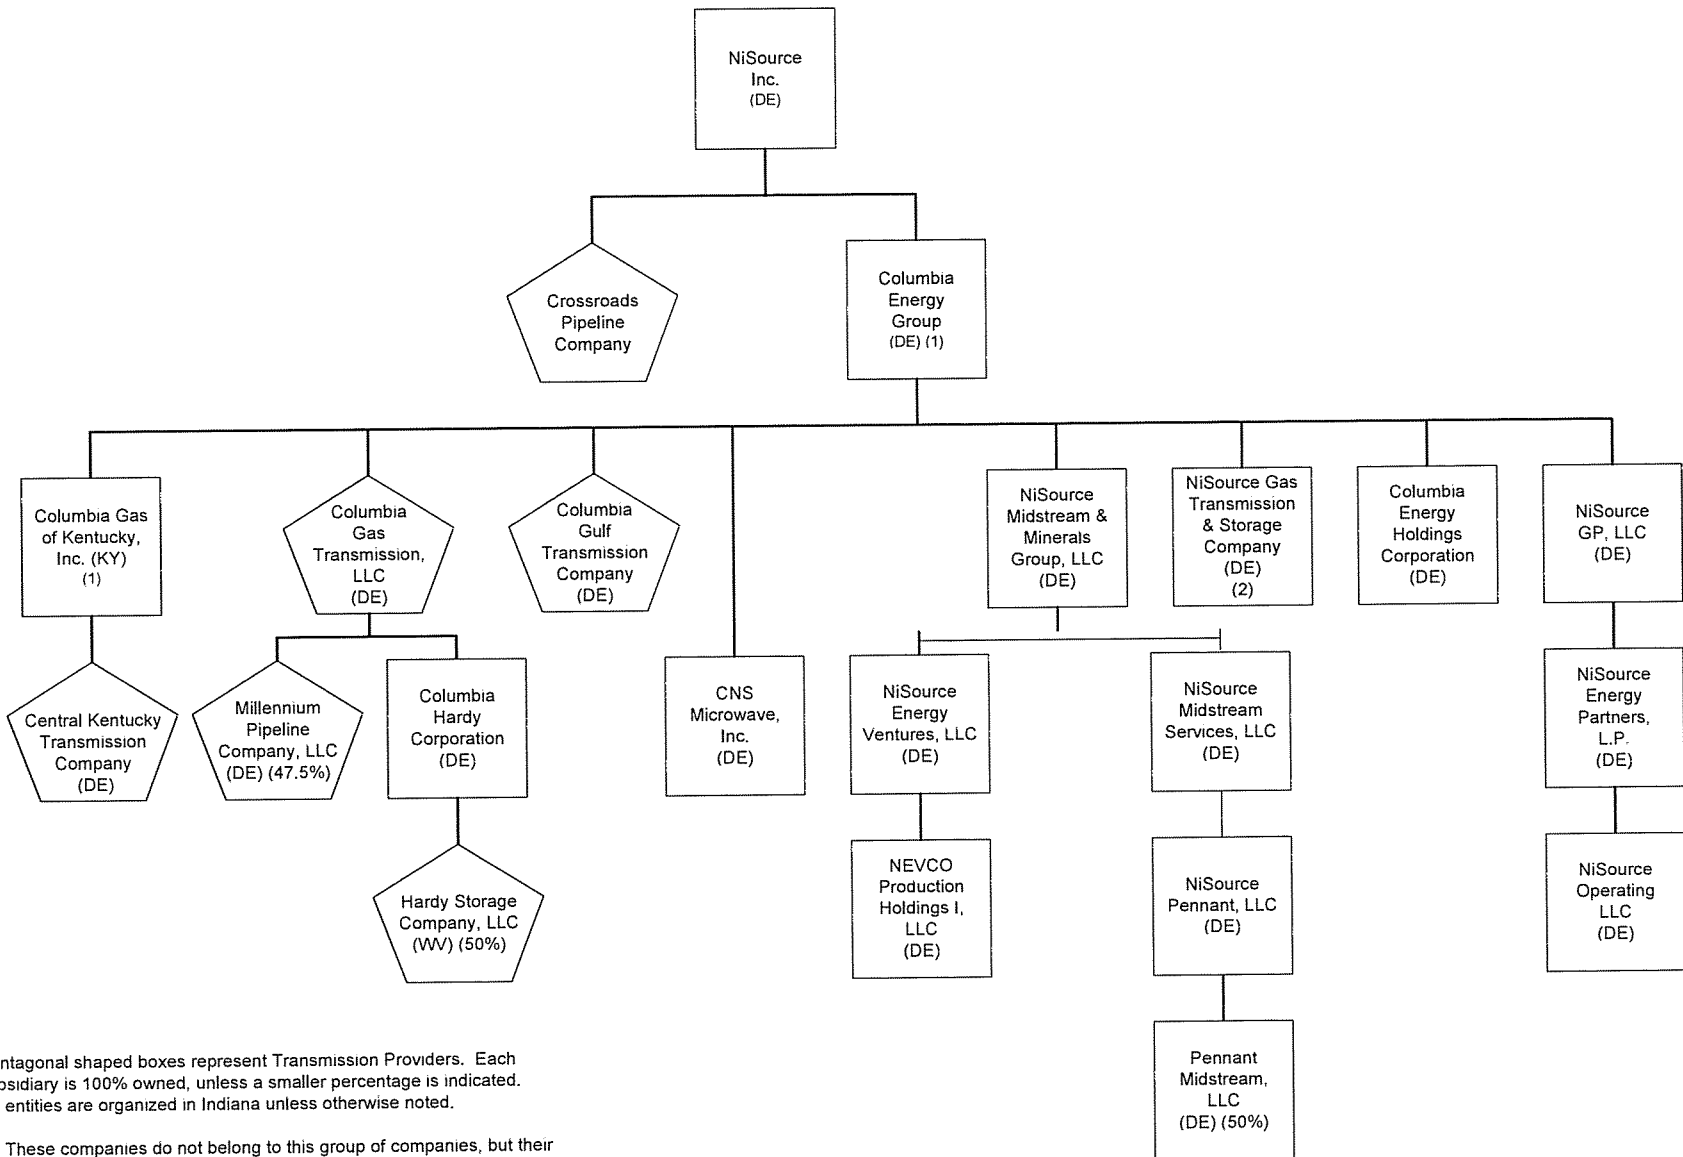 NiSource
Inc.
(DE)
Crossroads
Pipeline
Company
Columbia
Energy
Group
(DE) (1)
Columbia Gas
of Kentucky,
Inc. (KY)
(1)
Columbia
Gas
Transmission,
LLC
(DE)
Columbia
Gulf
Transmission
Company
(DE)
NiSource
Midstream &
Minerals
Group, LLC
(DE)
NiSource Gas
Transmission
& Storage
Company
(DE)
(2)
Columbia
Energy
Holdings
Corporation
(DE)
NiSource
GP, LLC
(DE)
Central Kentucky
Transmission
Company
(DE)
Millennium
Pipeline
Company, LLC
(DE) (47.5%)
Columbia
Hardy
Corporation
(DE)
CNS
Microwave,
Inc.
(DE)
NiSource
Energy
Ventures, LLC
(DE)
NiSource
Midstream
Services, LLC
(DE)
NiSource
Energy
Partners,
L.P.
(DE)
Hardy Storage
Company, LLC
(WV) (50%)
NEVCO
Production
Holdings I,
LLC
(DE)
NiSource
Pennant, LLC
(DE)
NiSource
Operating
LLC
(DE)
Pennant
Midstream,
LLC
(DE) (50%)
ntagonal shaped boxes represent Transmission Providers. Each
sidiary is 100% owned, unless a smaller percentage is indicated.
entities are organized in Indiana unless otherwise noted.
These companies do not belong to this group of companies, but their